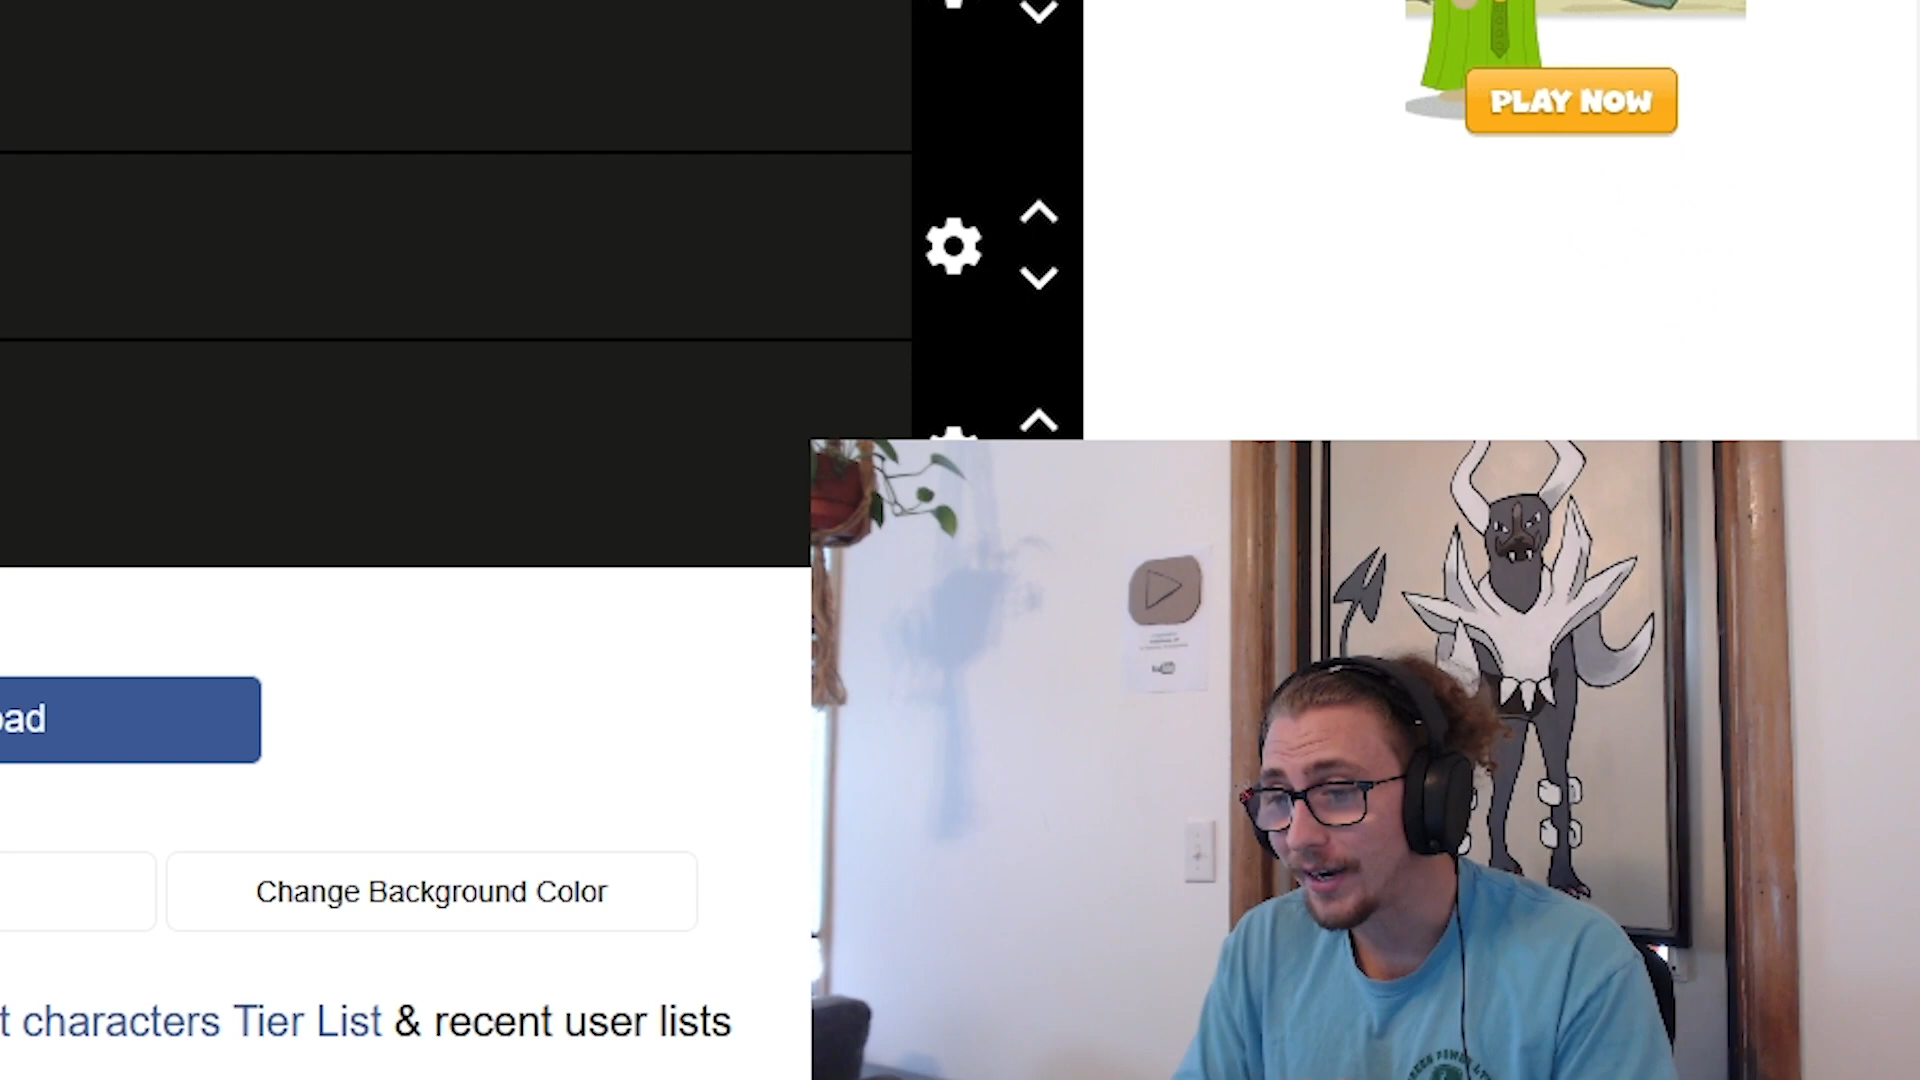 PLAY NOW
oad
Change Background Color
t characters Tier List & recent user lists